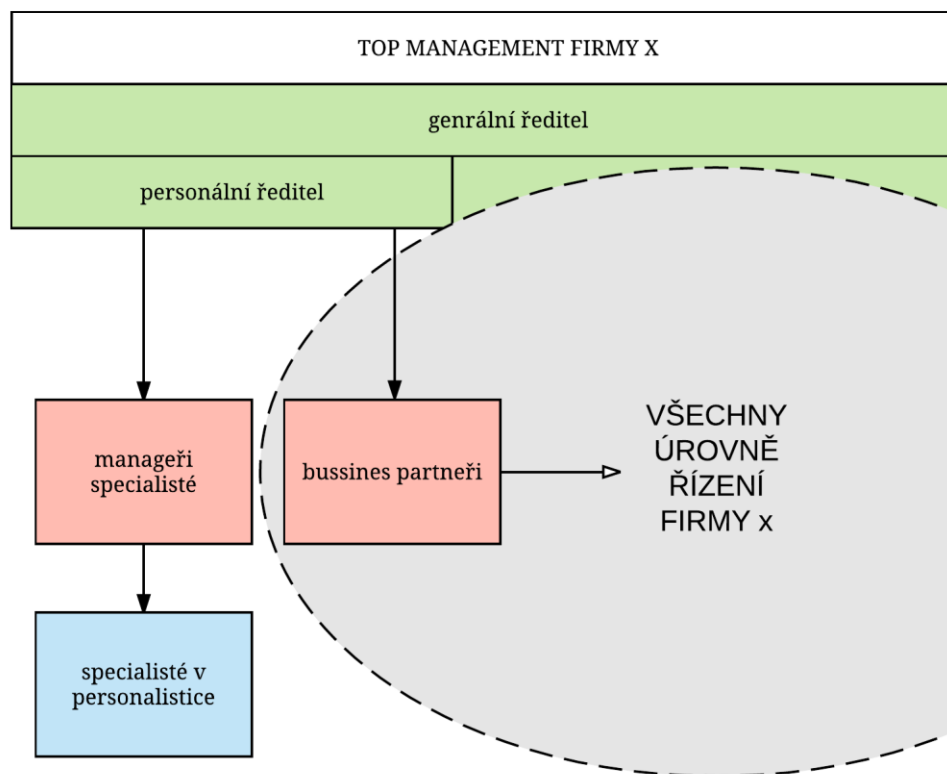 TOP MANAGEMENT FIRMY X
genrální ředitel
personální ředitel
manageři
specialisté
bussines partneři
VŠECHNY
ÚROVNĚ
ŘÍZENÍ
FIRMY x
specialisté v
personalistice